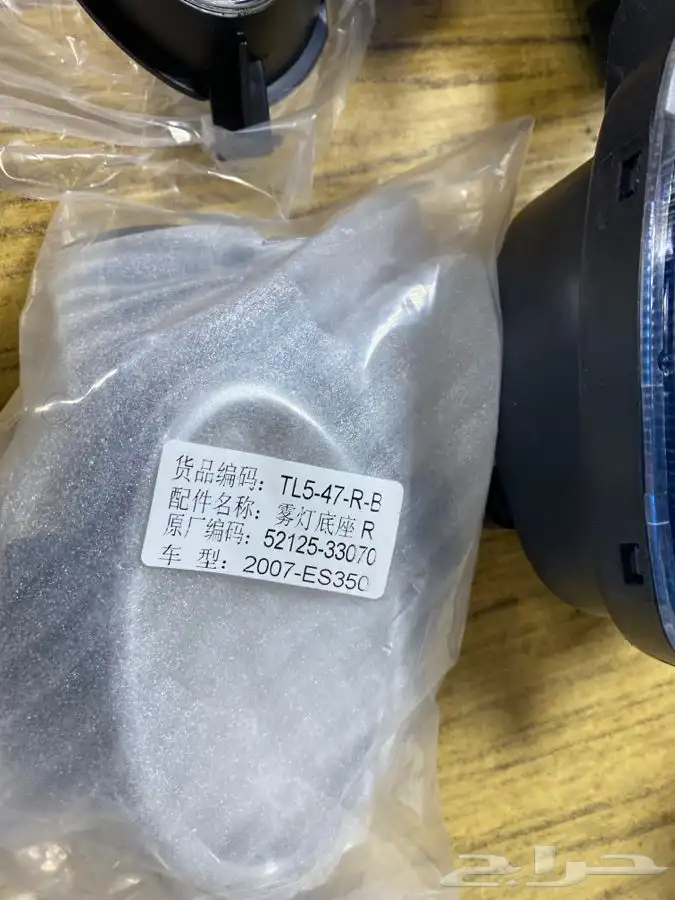 货品编码: TL5-47-R-B
配件名称: 雾灯底座 R
原厂编码: 52125-33070
车 型: 2007-ES350
حراج